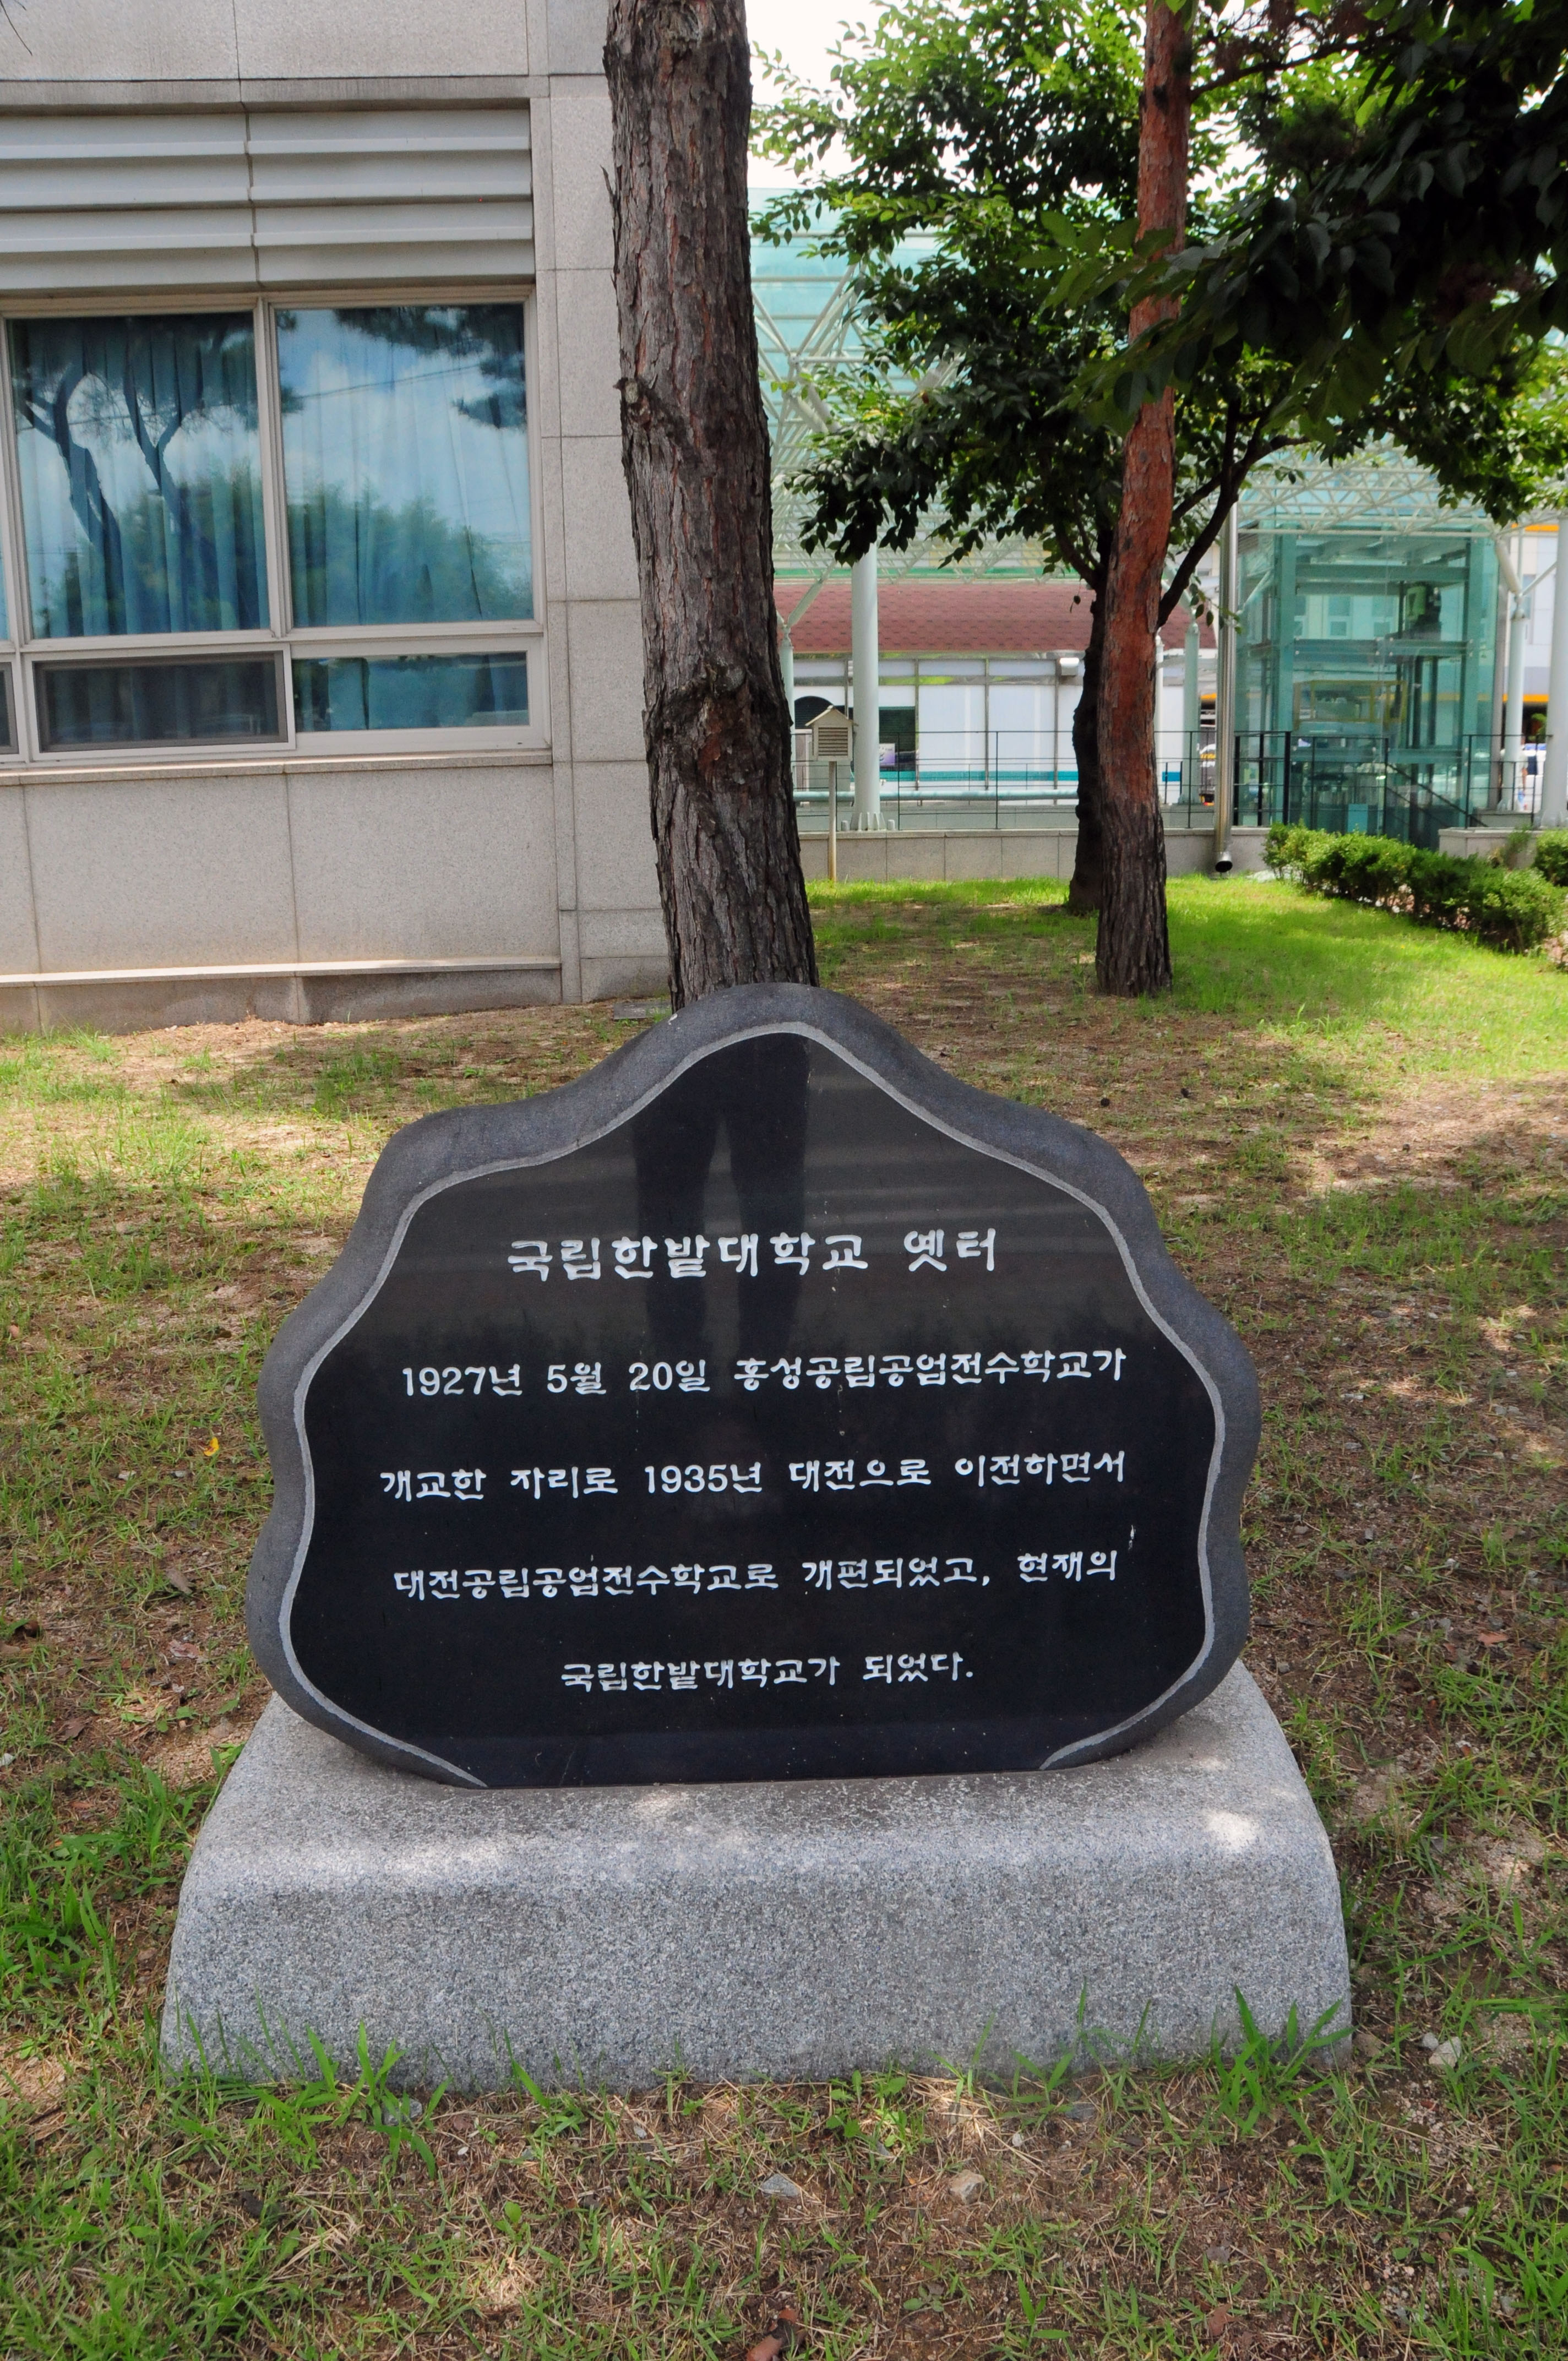 국립한밭대학교 옛터
1927년 5월 20일 홍성공립공업전수학교가
개교한 자리로 1935년 대전으로 이전하면서
대전공립공업전수학교로 개편되었고, 현재의
국립한밭대학교가 되었다.